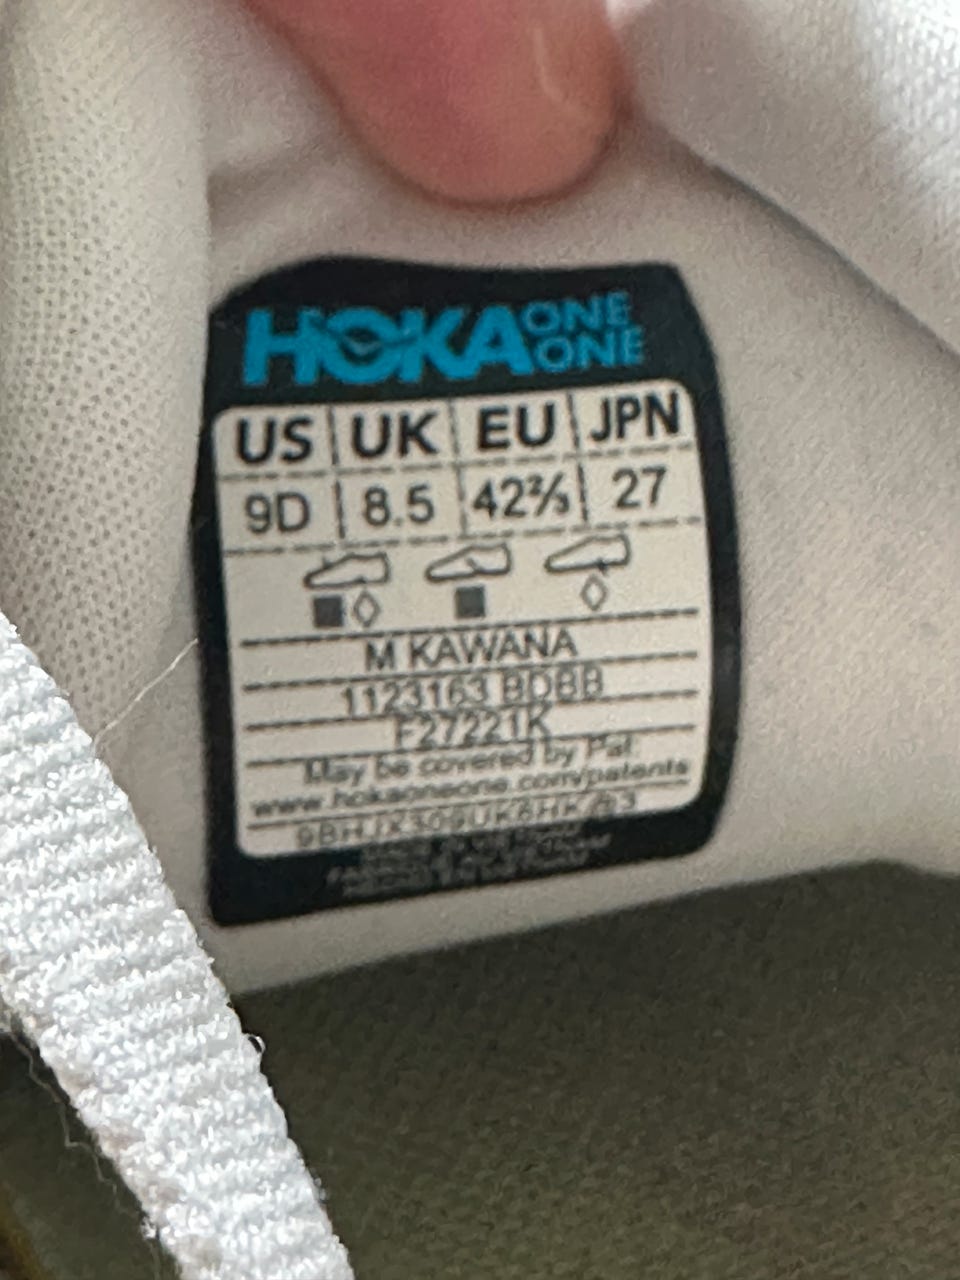 HOKA ONE ONE
US UK EU JPN
9D 8.5 42⅔ 27
M KAWANA
1123163 BDBB
F27221K
May be covered by Pat:
www.hokaoneone.com/patents